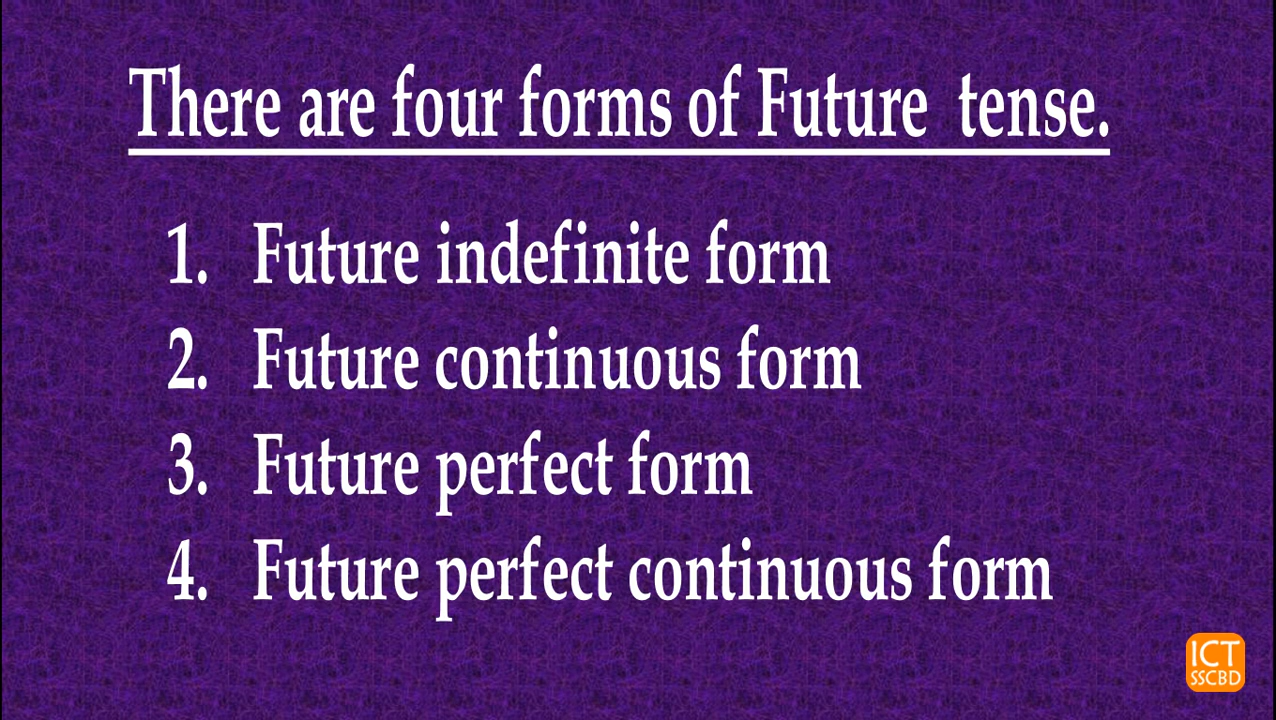 There are four forms of Future tense.
1. Future indefinite form
2. Future continuous form
3. Future perfect form
4. Future perfect continuous form
ICT
SSCBD